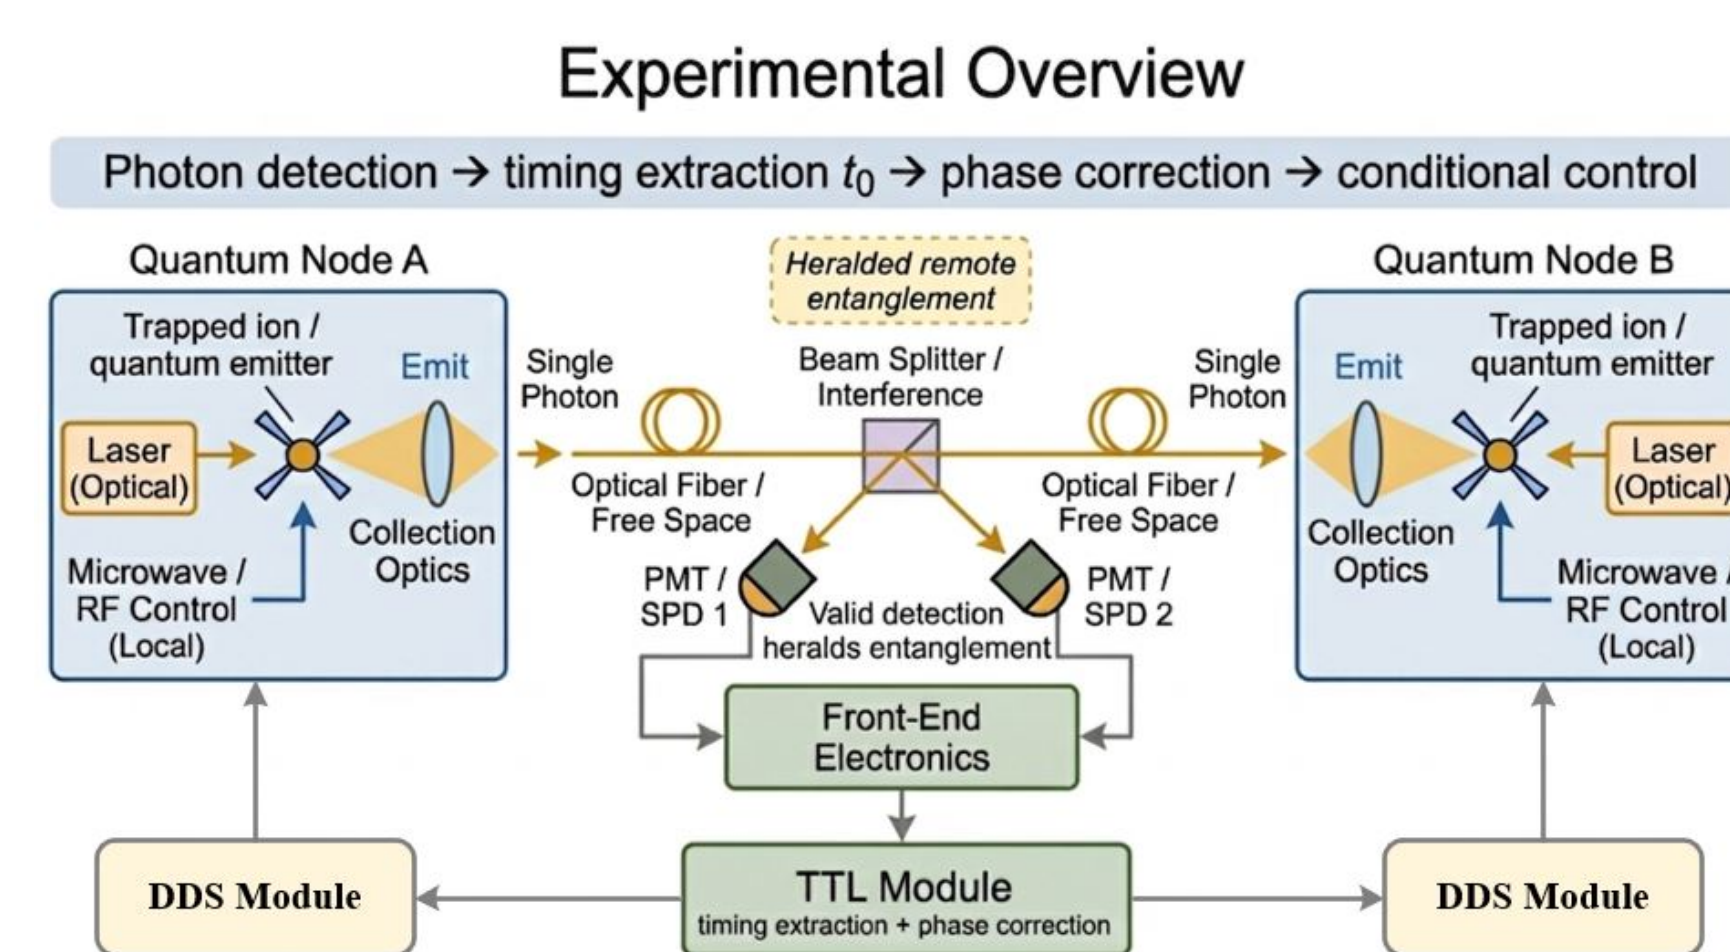 Experimental Overview
Photon detection → timing extraction t₀ → phase correction → conditional control
Quantum Node A
Trapped ion /
quantum emitter
Emit
Laser
(Optical)
Collection
Optics
Microwave /
RF Control
(Local)
Single
Photon
Optical Fiber /
Free Space
Heralded remote
entanglement
Beam Splitter /
Interference
Single
Photon
Optical Fiber /
Free Space
PMT /
SPD 1
Valid detection
heralds entanglement
PMT /
SPD 2
Quantum Node B
Trapped ion /
quantum emitter
Emit
Laser
(Optical)
Collection
Optics
Microwave /
RF Control
(Local)
Front-End
Electronics
DDS Module
TTL Module
timing extraction + phase correction
DDS Module